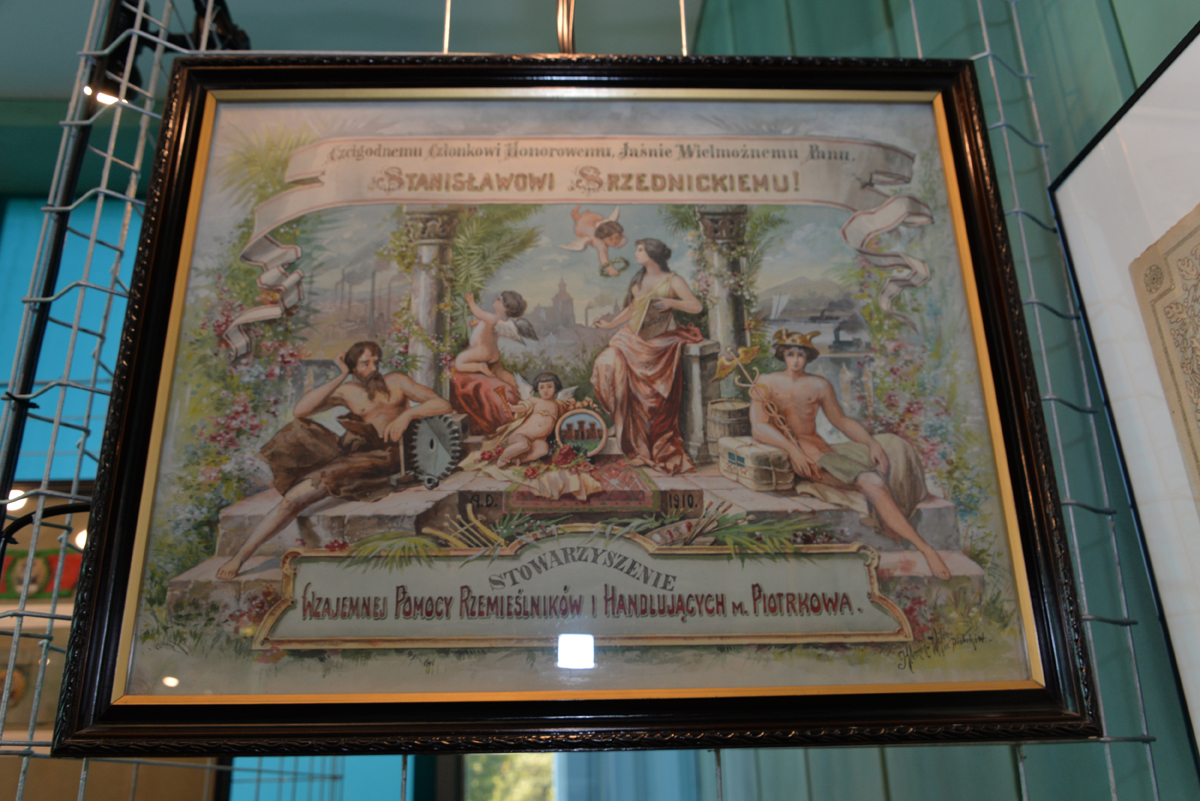 Czcigodnemu Członkowi Honorowemu, Jaśnie Wielmożnemu Panu.
STANISŁAWOWI SRZEDNICKIEMU!
A.D. 1910.
STOWARZYSZENIE
WZAJEMNEJ POMOCY RZEMIEŚLNIKÓW I HANDLUJĄCYCH M. PIOTRKOWA.